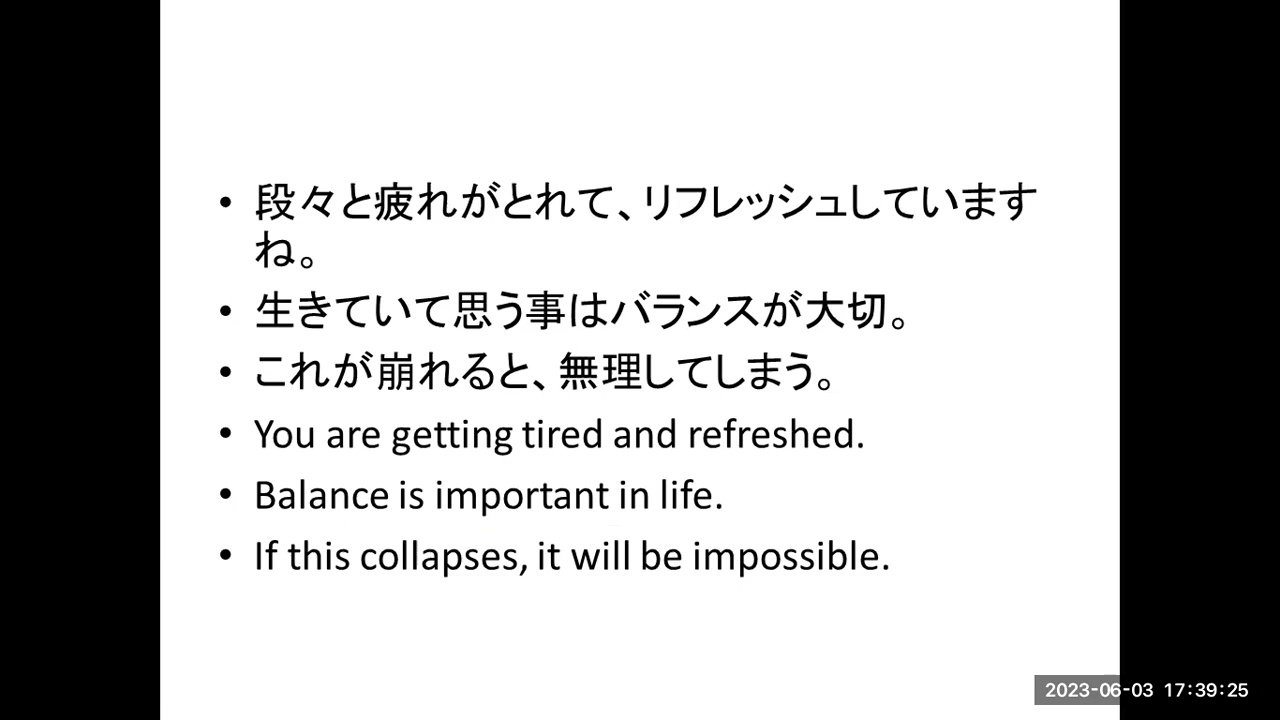 • 段々と疲れがとれて、リフレッシュしています
ね。
• 生きていて思う事はバランスが大切。
• これが崩れると、無理してしまう。
• You are getting tired and refreshed.
• Balance is important in life.
• If this collapses, it will be impossible.
2023-06-03 17:39:25